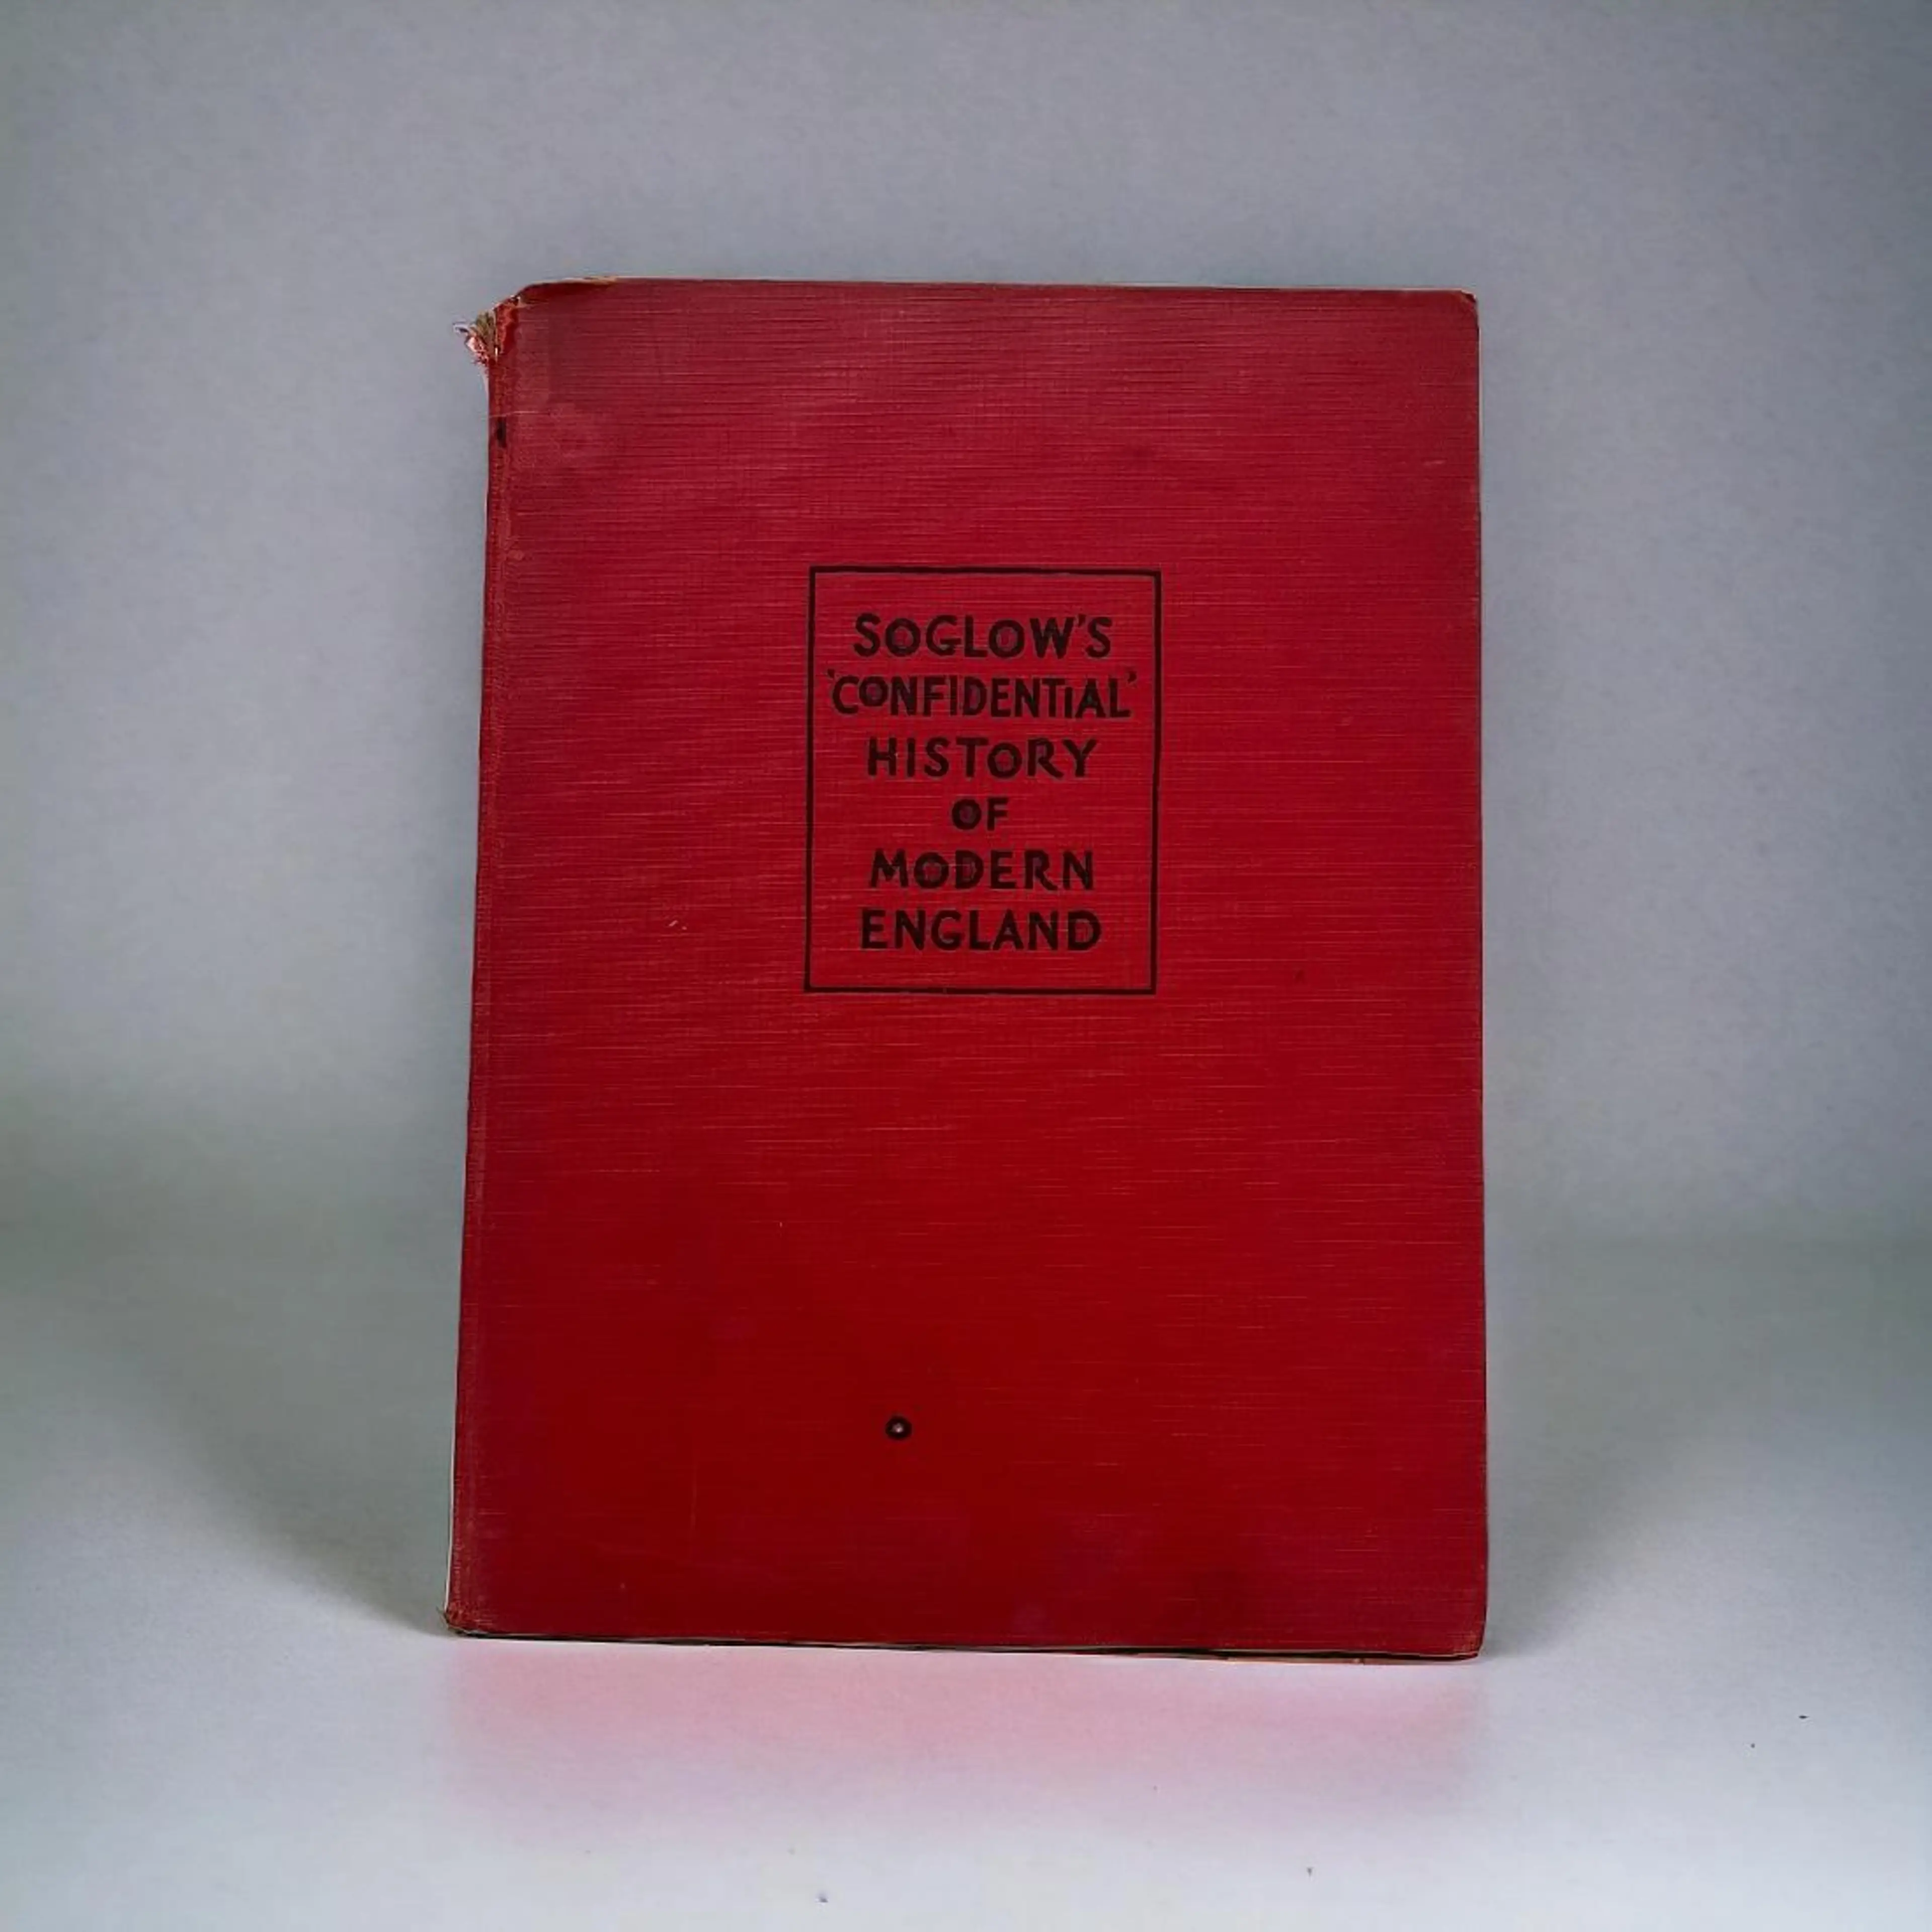 SOGLOW'S
'CONFIDENTIAL'
HISTORY
OF
MODERN
ENGLAND